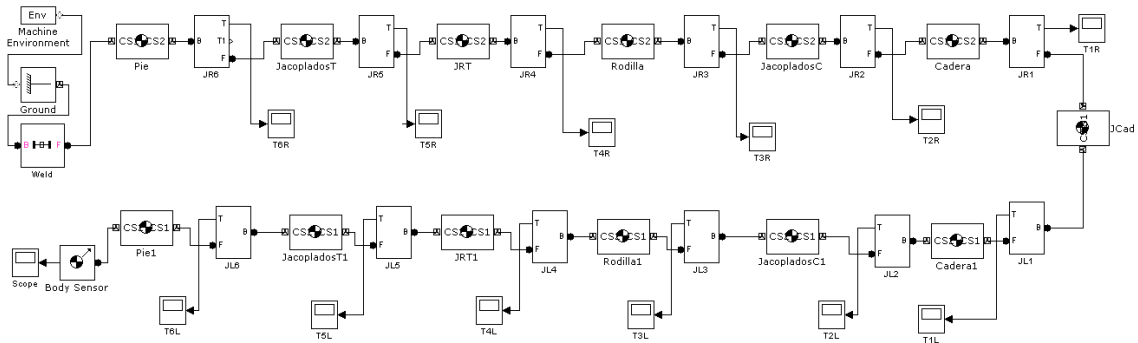 Env
Machine
Environment
Ground
B F
Weld
CS1 CS2
Pie
B T T1 F
JR6
CS1 CS2
JacopladosT
B T F
JR5
CS1 CS2
JRT
B T F
JR4
CS1 CS2
Rodilla
B T F
JR3
CS1 CS2
JacopladosC
B T F
JR2
CS1 CS2
Cadera
B T F
JR1
T1R
T6R
T5R
T4R
T3R
T2R
JCad
Scope
Body Sensor
CS2 CS1
Pie1
T F B
JL6
CS2 CS1
JacopladosT1
T F B
JL5
CS2 CS1
JRT1
T F B
JL4
CS2 CS1
Rodilla1
T F B
JL3
CS2 CS1
JacopladosC1
T F B
JL2
CS2 CS1
Cadera1
T F B
JL1
T6L
T5L
T4L
T3L
T2L
T1L